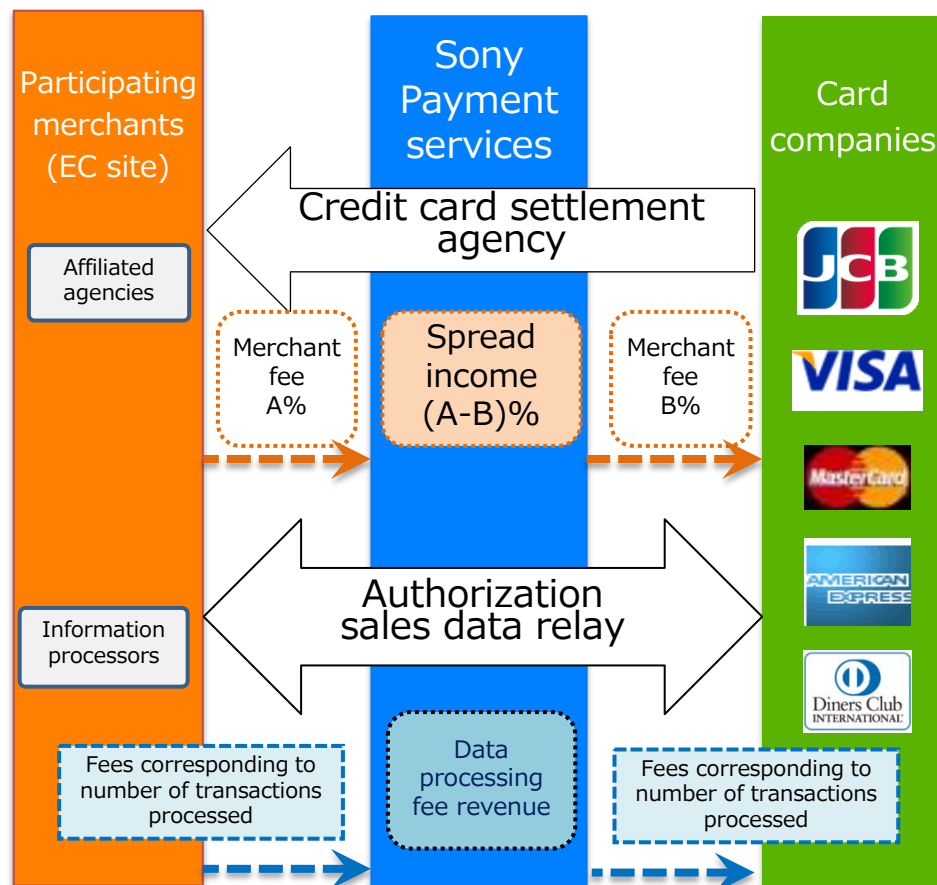 Participating
merchants
(EC site)
Sony
Payment
services
Card
companies
Credit card settlement
agency
Affiliated
agencies
JCB
Merchant
fee
A%
Spread
income
(A-B)%
Merchant
fee
B%
VISA
MasterCard
AMERICAN
EXPRESS
Authorization
sales data relay
Information
processors
Diners Club
INTERNATIONAL
Fees corresponding to
number of transactions
processed
Data
processing
fee revenue
Fees corresponding to
number of transactions
processed